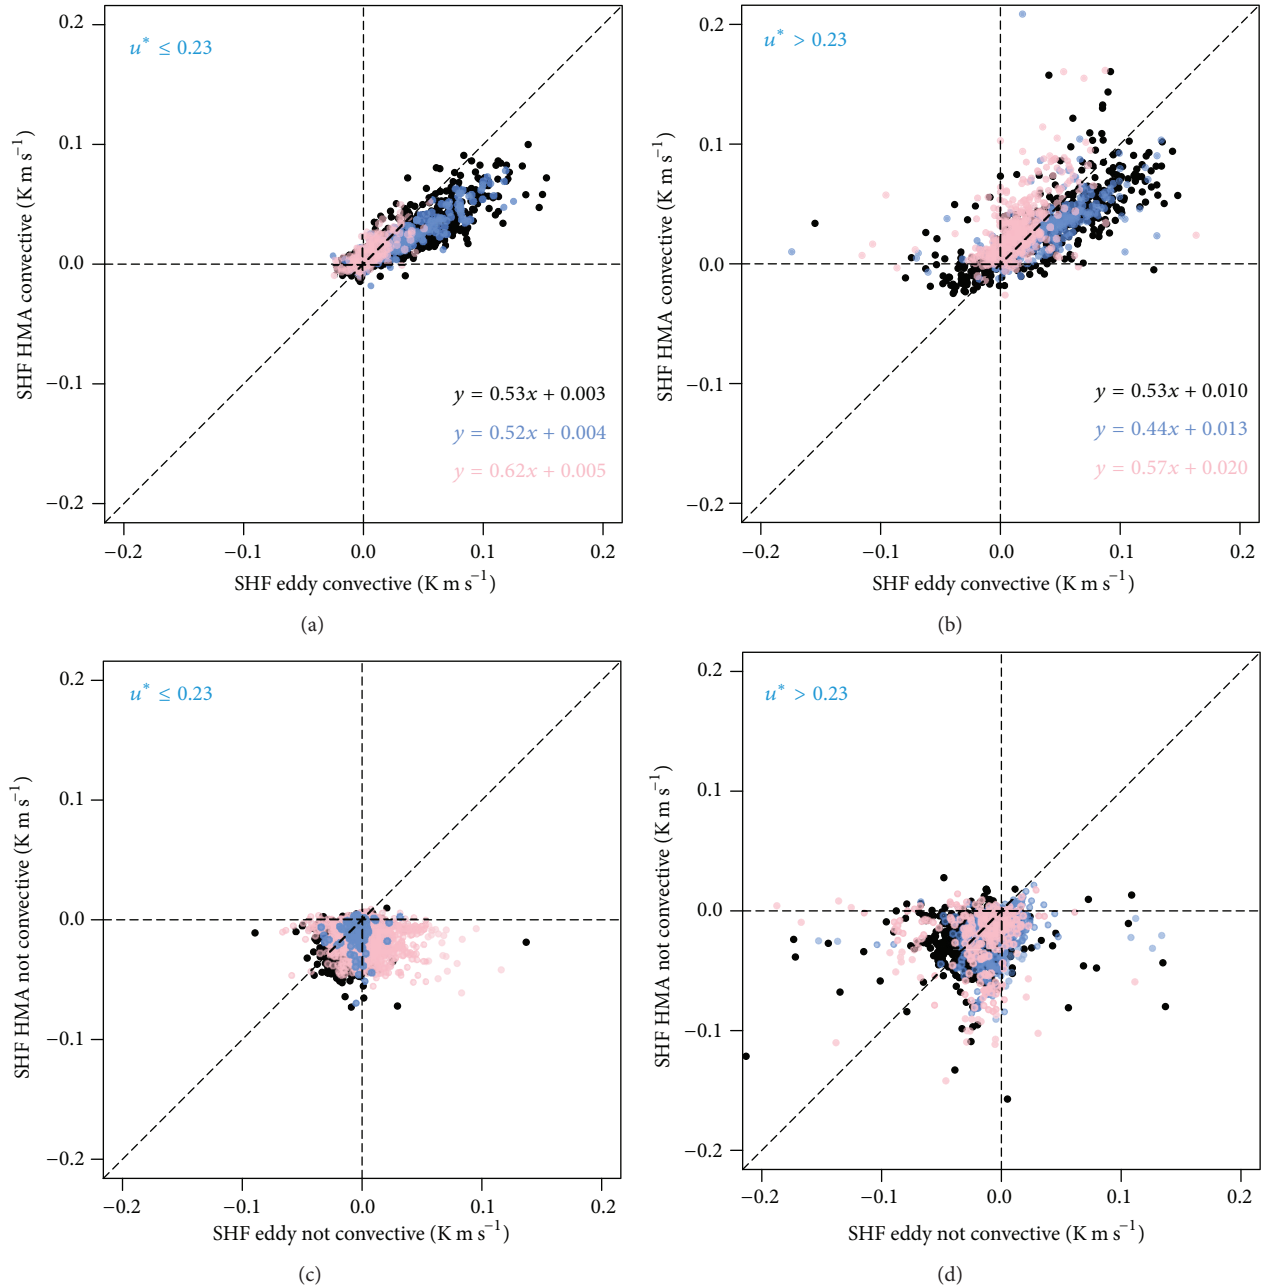 u* ≤ 0.23
SHF HMA convective (K m s−1)
0.2
0.1
0.0
−0.1
−0.2
y = 0.53x + 0.003
y = 0.52x + 0.004
y = 0.62x + 0.005
−0.2 −0.1 0.0 0.1 0.2
SHF eddy convective (K m s−1)
(a)
u* > 0.23
SHF HMA convective (K m s−1)
0.2
0.1
0.0
−0.1
−0.2
y = 0.53x + 0.010
y = 0.44x + 0.013
y = 0.57x + 0.020
−0.2 −0.1 0.0 0.1 0.2
SHF eddy convective (K m s−1)
(b)
u* ≤ 0.23
SHF HMA not convective (K m s−1)
0.2
0.1
0.0
−0.1
−0.2
−0.2 −0.1 0.0 0.1 0.2
SHF eddy not convective (K m s−1)
(c)
u* > 0.23
SHF HMA not convective (K m s−1)
0.2
0.1
0.0
−0.1
−0.2
−0.2 −0.1 0.0 0.1 0.2
SHF eddy not convective (K m s−1)
(d)